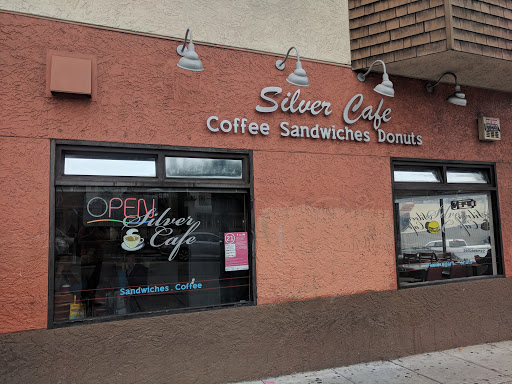 Silver Cafe
Coffee Sandwiches Donuts
OPEN
Silver
Cafe
Sandwiches . Coffee